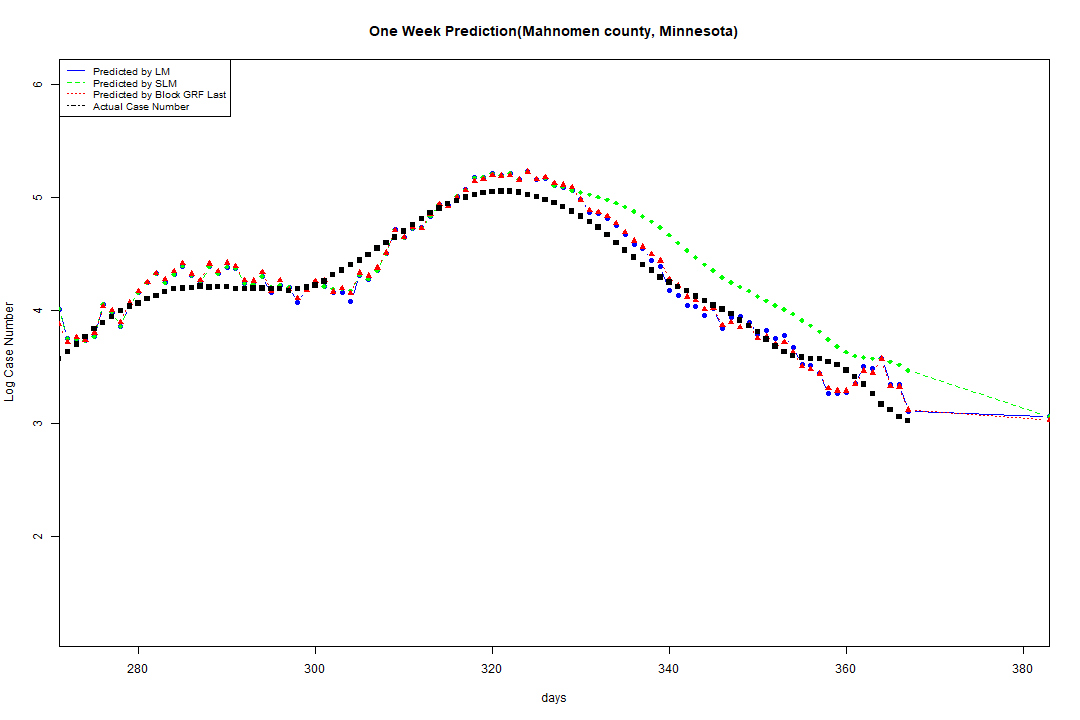 One Week Prediction(Mahnomen county, Minnesota)
Predicted by LM
Predicted by SLM
Predicted by Block GRF Last
Actual Case Number
6
5
4
3
2
Log Case Number
280
300
320
340
360
380
days